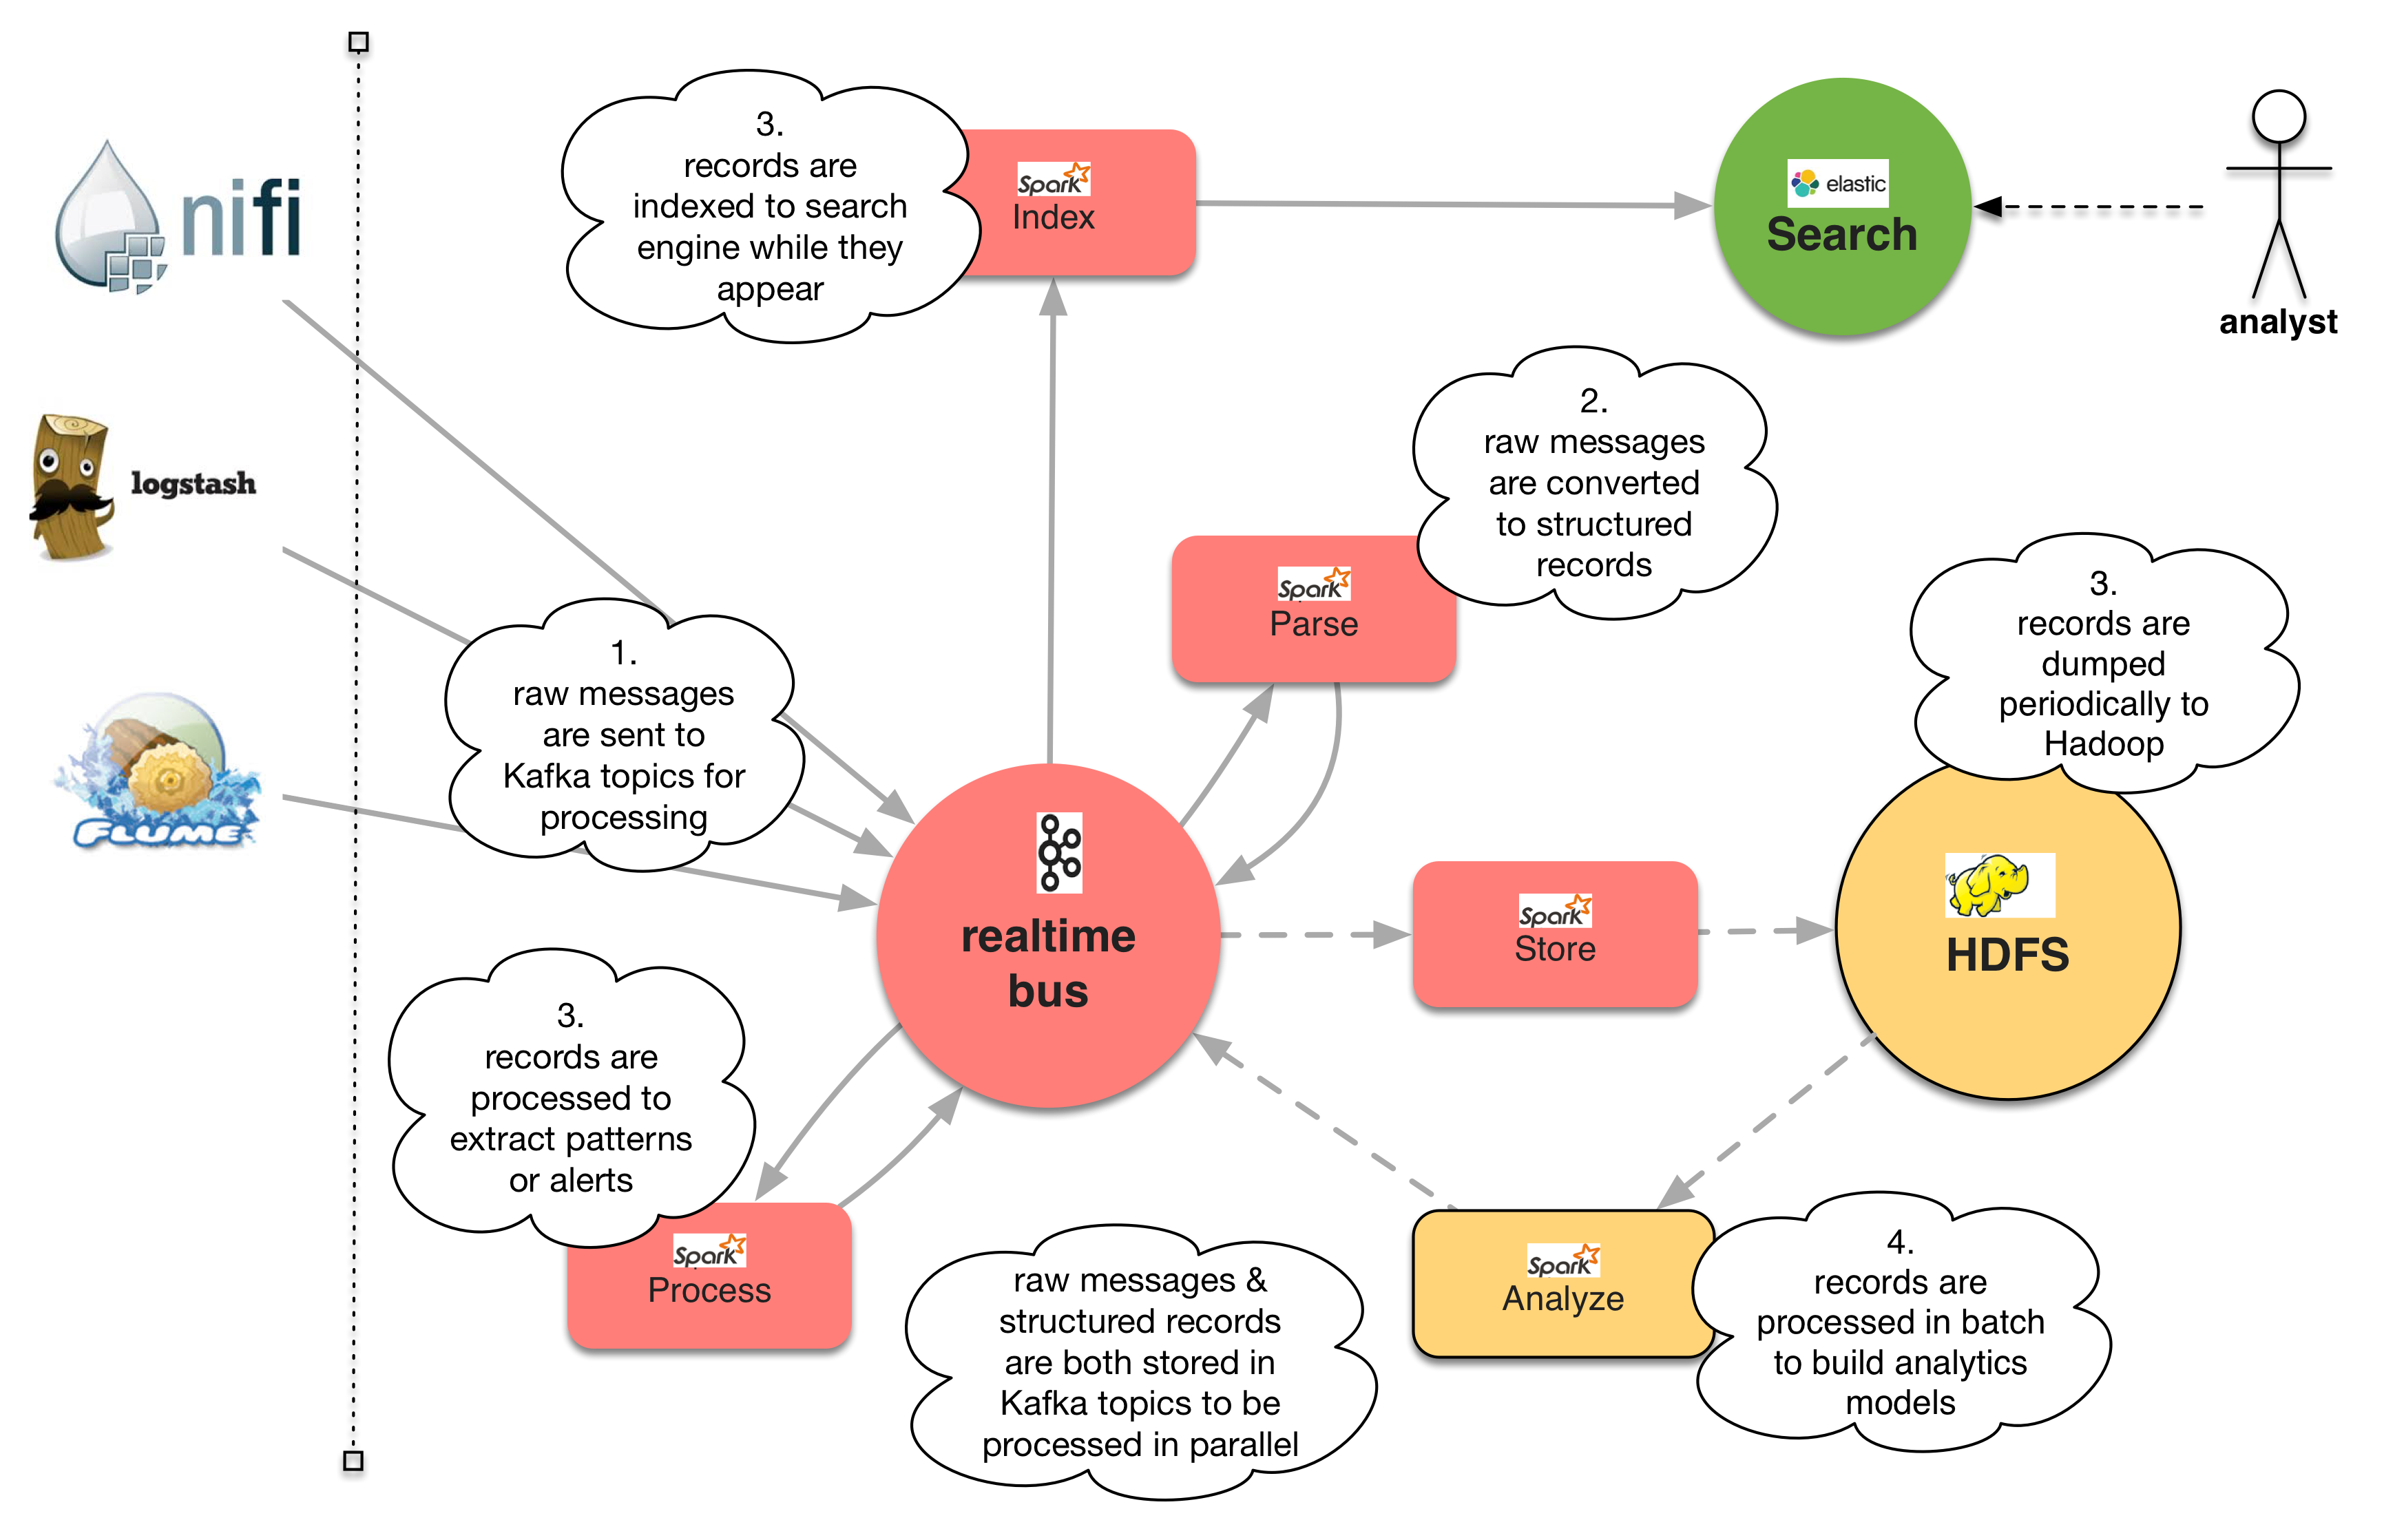 nifi
logstash
FLUME
3.
records are
indexed to search
engine while they
appear
Spark
Index
elastic
Search
analyst
2.
raw messages
are converted
to structured
records
Spark
Parse
1.
raw messages
are sent to
Kafka topics for
processing
3.
records are
dumped
periodically to
Hadoop
realtime
bus
Spark
Store
HDFS
3.
records are
processed to
extract patterns
or alerts
Spark
Process
raw messages &
structured records
are both stored in
Kafka topics to be
processed in parallel
Spark
Analyze
4.
records are
processed in batch
to build analytics
models